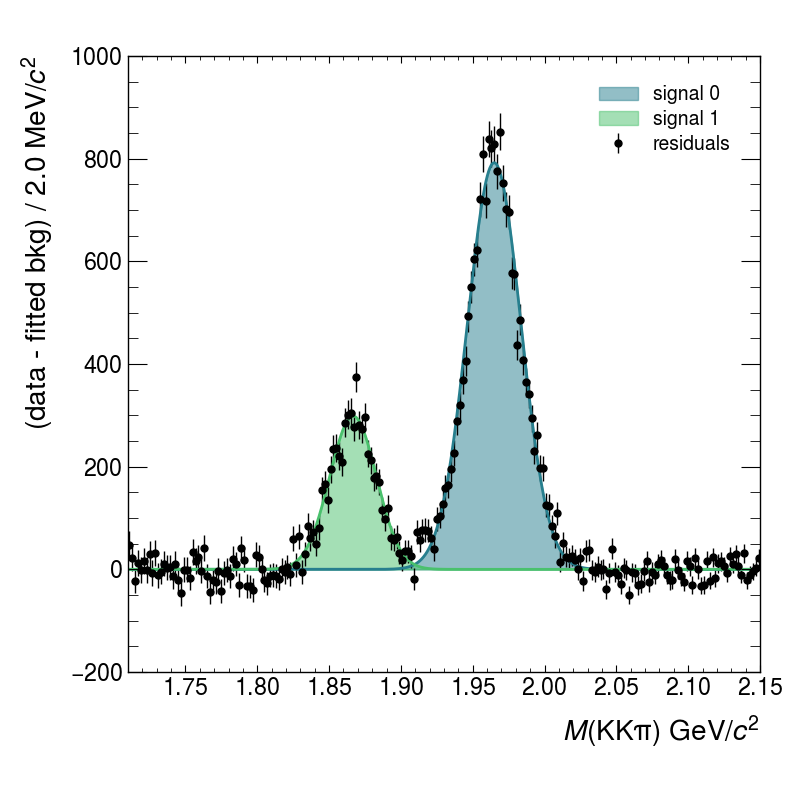 (data - fitted bkg) / 2.0 MeV/c²
1000
800
600
400
200
0
−200
signal 0
signal 1
residuals
1.75 1.80 1.85 1.90 1.95 2.00 2.05 2.10 2.15
M(KKπ) GeV/c²